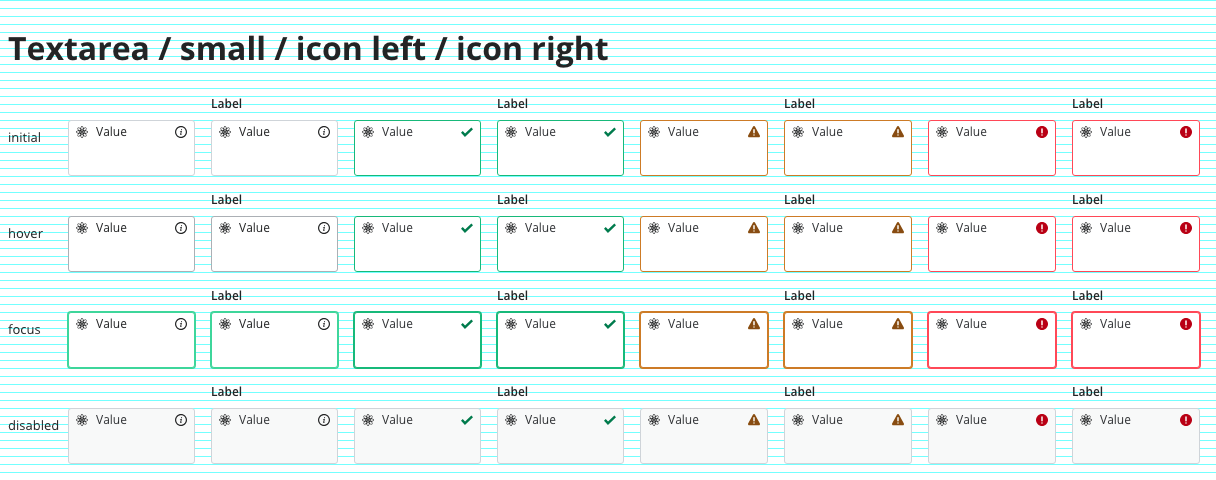 Textarea / small / icon left / icon right
Label Label Label Label
initial Value Value Value Value Value Value Value Value
Label Label Label Label
hover Value Value Value Value Value Value Value Value
Label Label Label Label
focus Value Value Value Value Value Value Value Value
Label Label Label Label
disabled Value Value Value Value Value Value Value Value